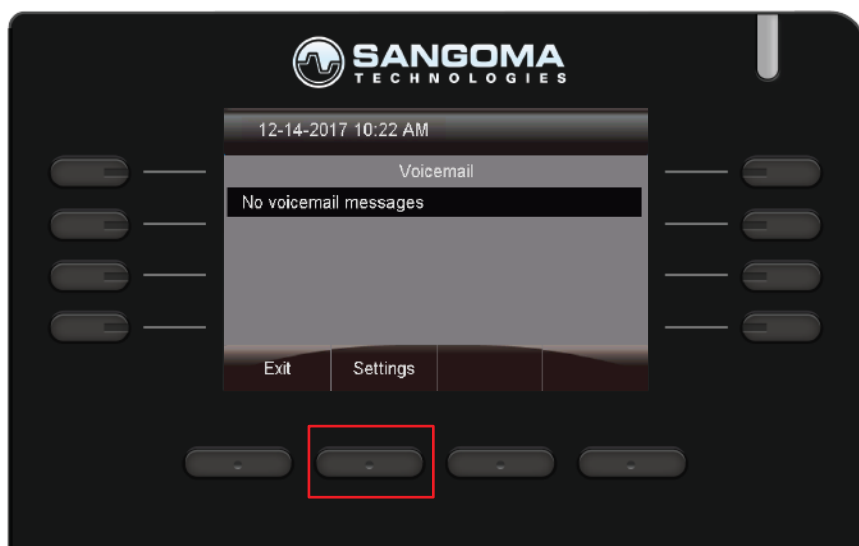 SANGOMA
TECHNOLOGIES
12-14-2017 10:22 AM
Voicemail
No voicemail messages
Exit Settings